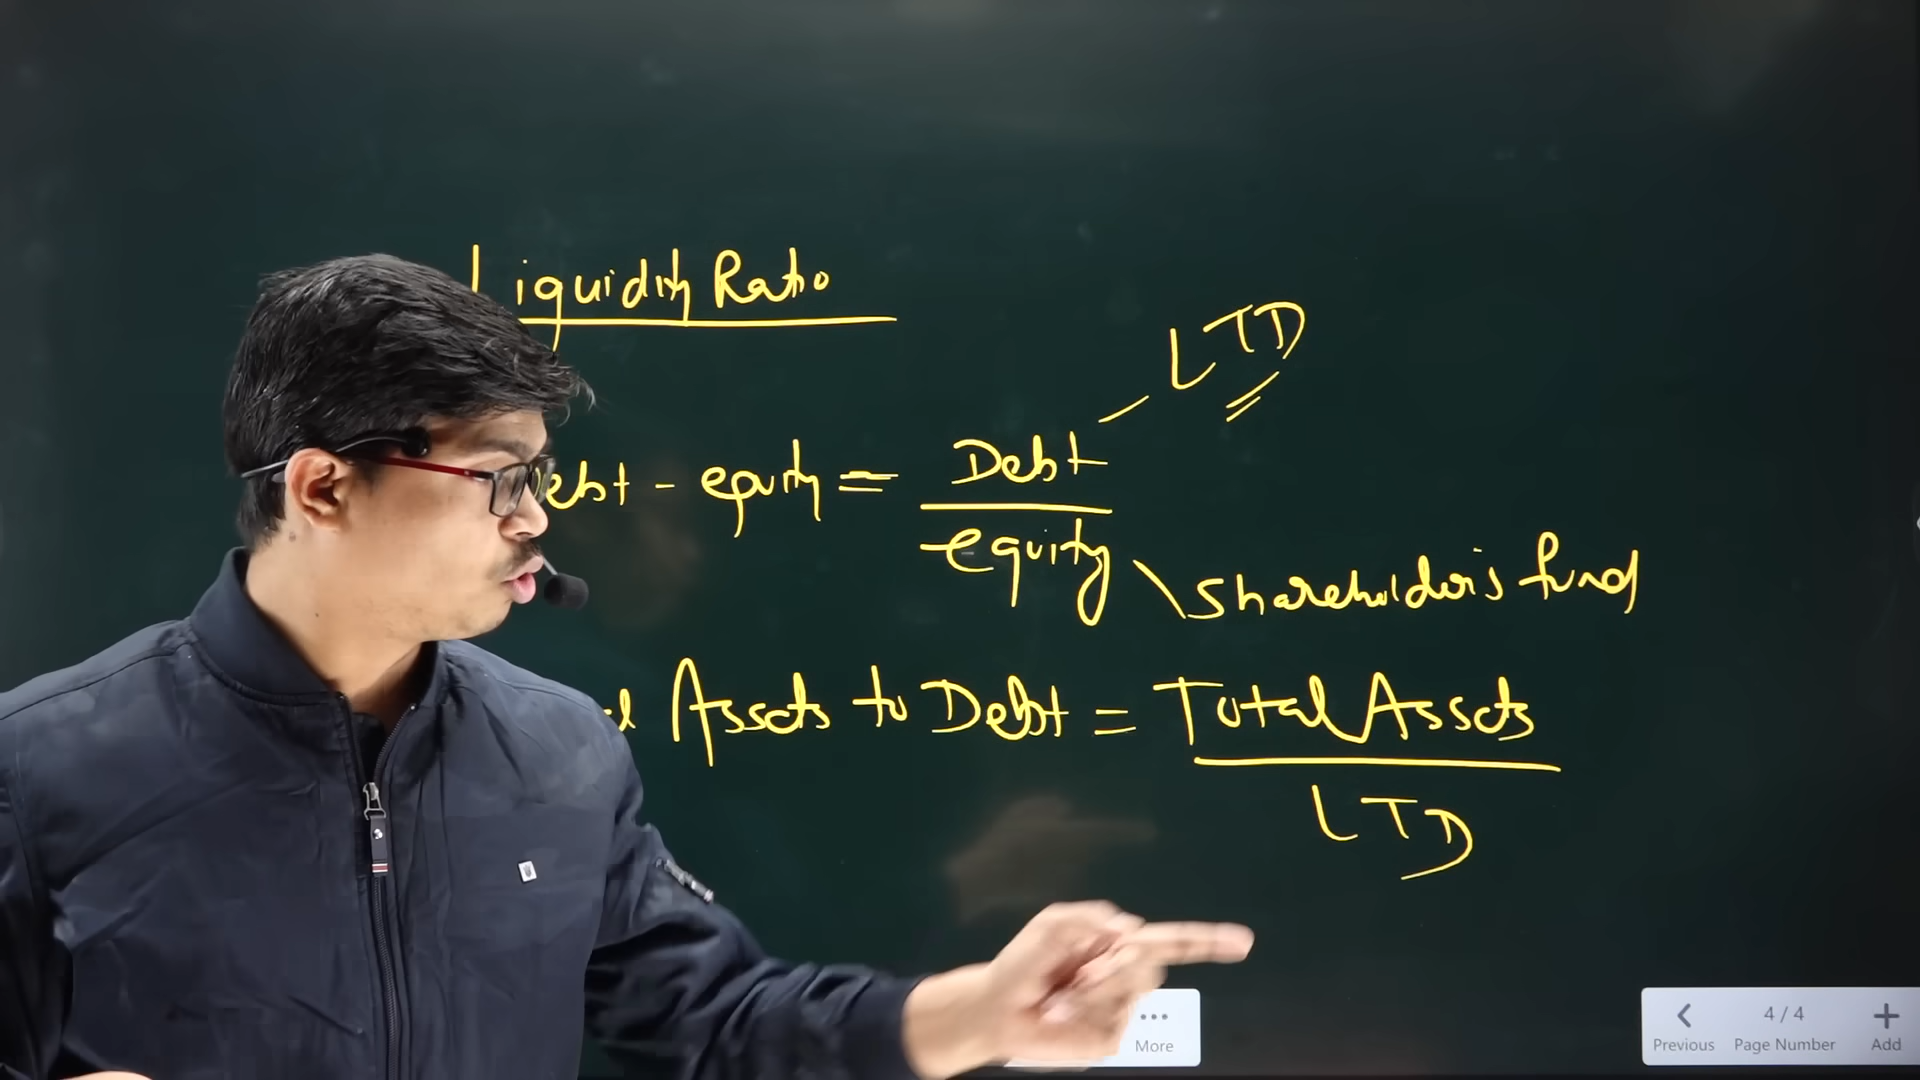 Liquidity Ratio
LTD
Debt - equity = Debt
equity
Shareholder's fund
Assets to Debt = Total Assets
LTD
4 / 4
More
Previous Page Number Add